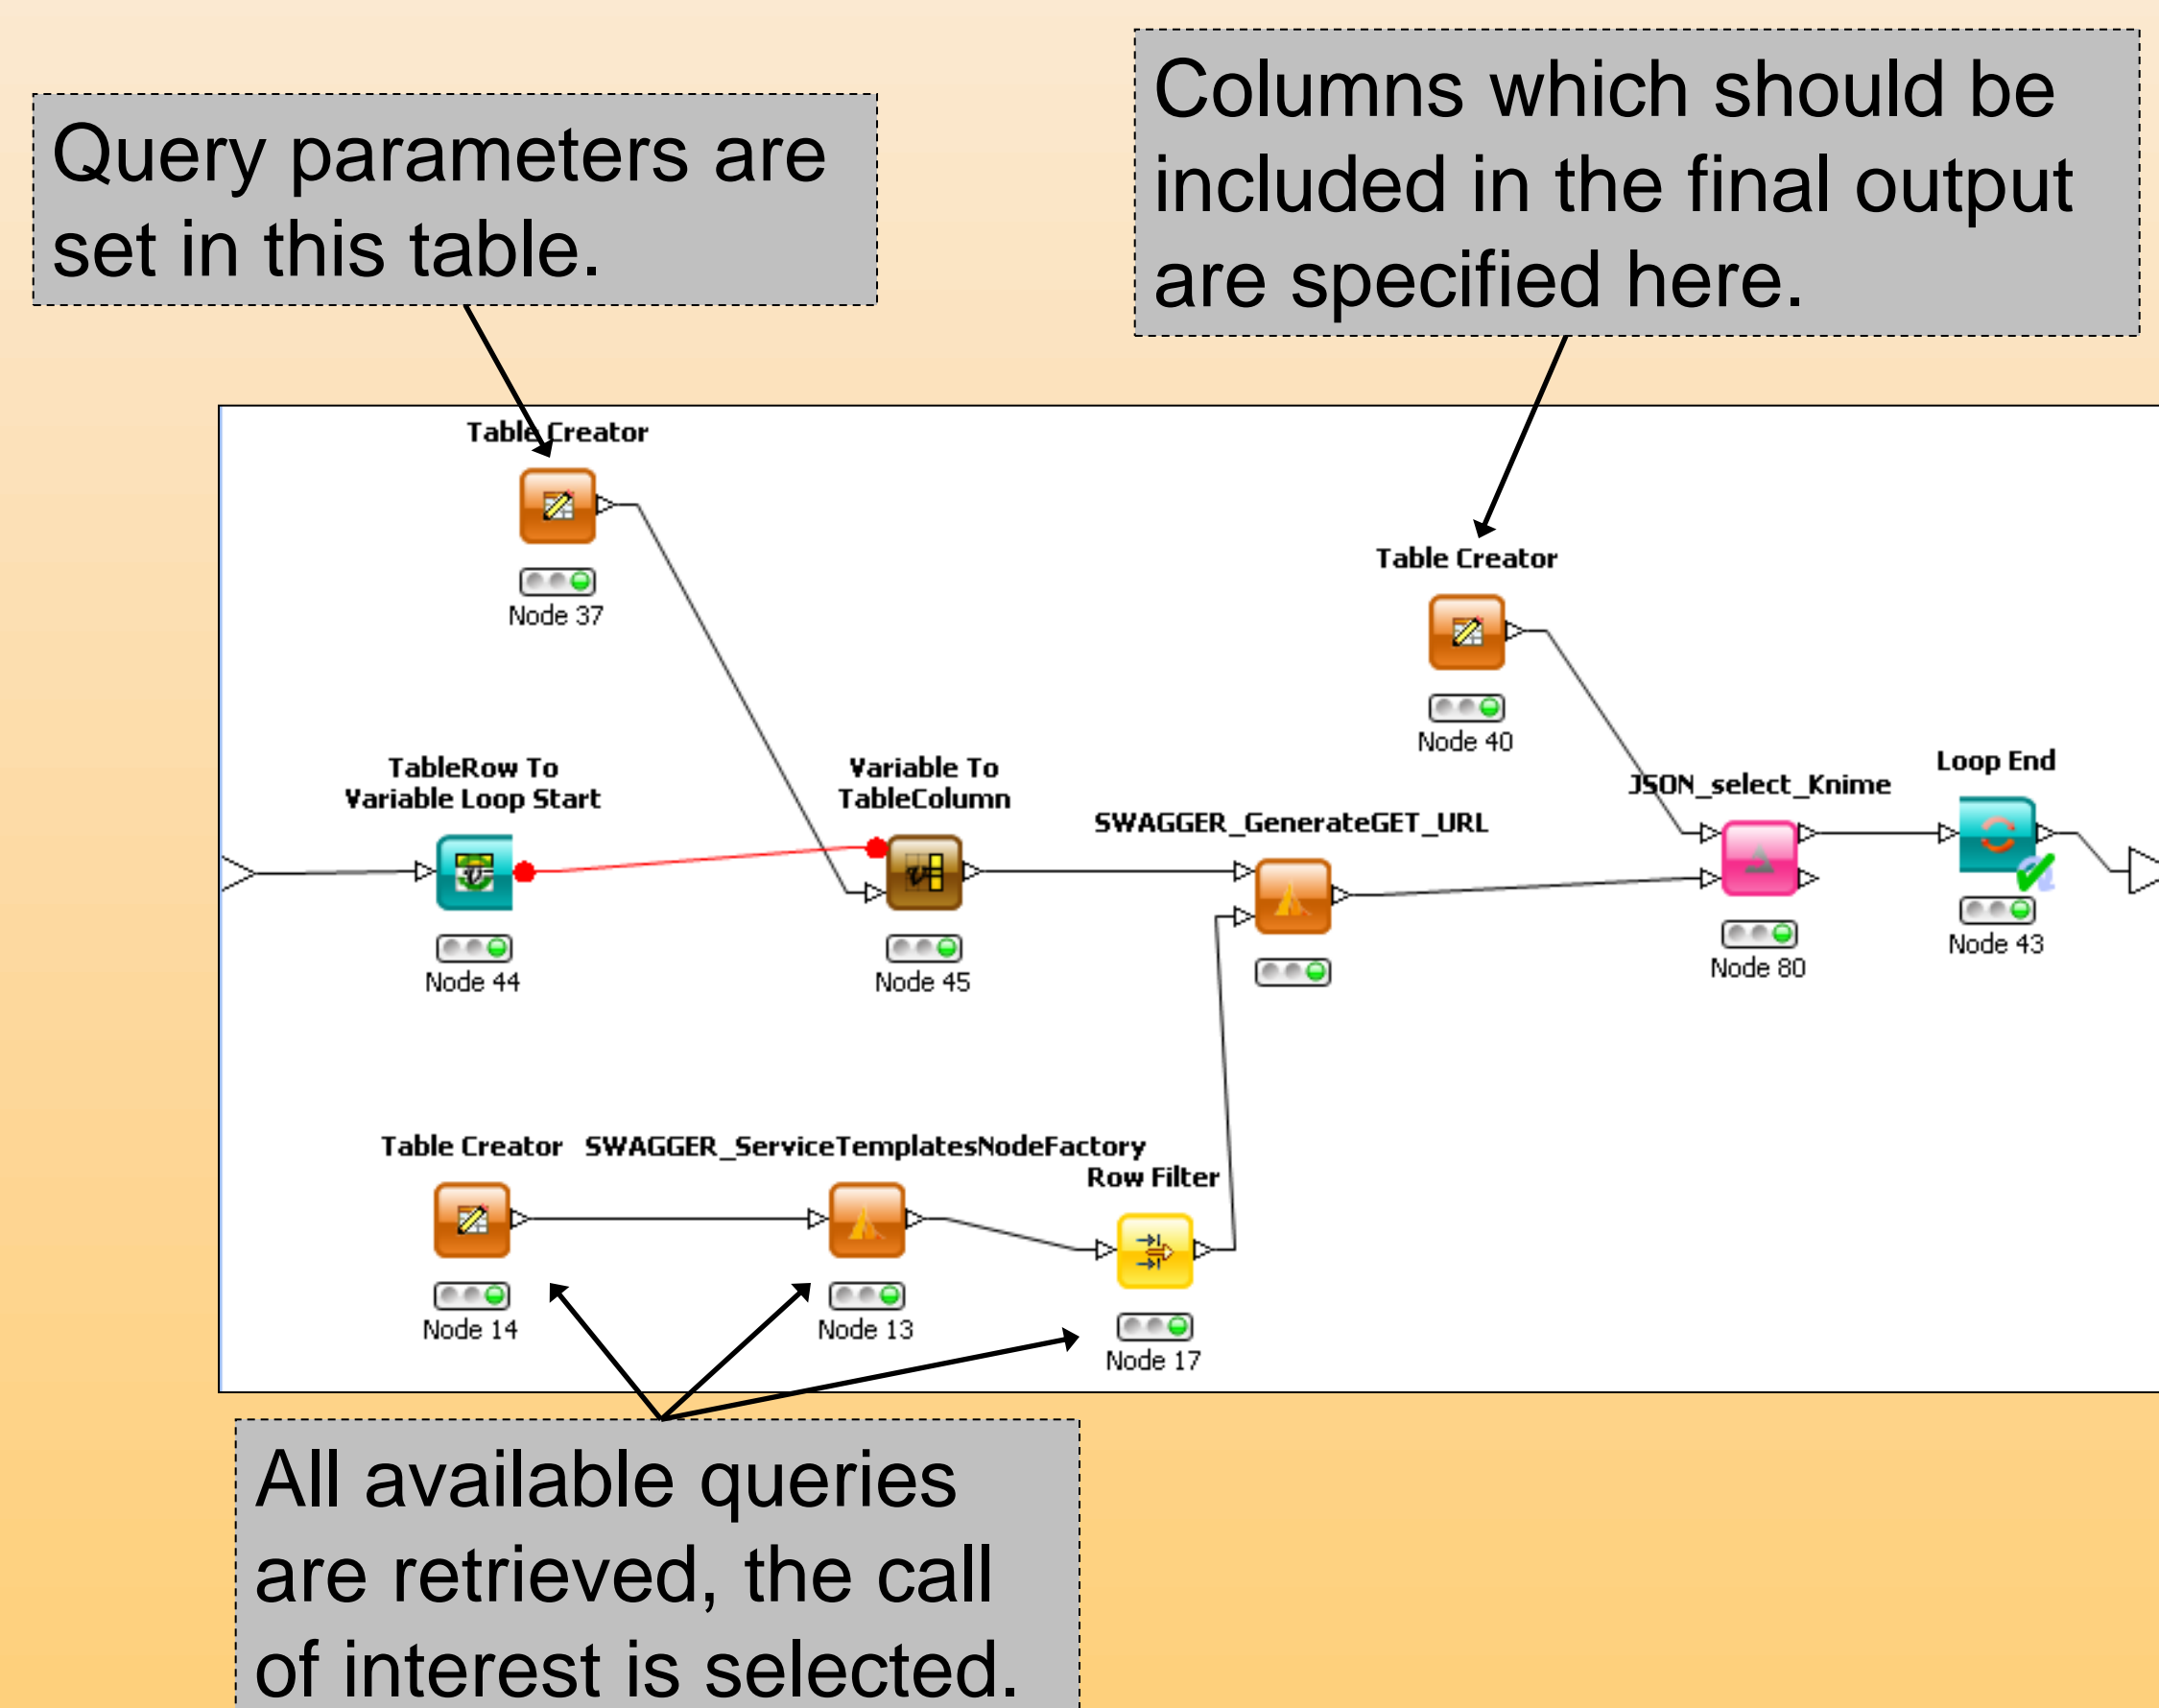 Query parameters are
set in this table.
Columns which should be
included in the final output
are specified here.
Table Creator
Node 37
Table Creator
Node 40
TableRow To
Variable Loop Start
Node 44
Variable To
TableColumn
Node 45
SWAGGER_GenerateGET_URL
JSON_select_Knime
Node 80
Loop End
Node 43
Table Creator
Node 14
SWAGGER_ServiceTemplatesNodeFactory
Node 13
Row Filter
Node 17
All available queries
are retrieved, the call
of interest is selected.